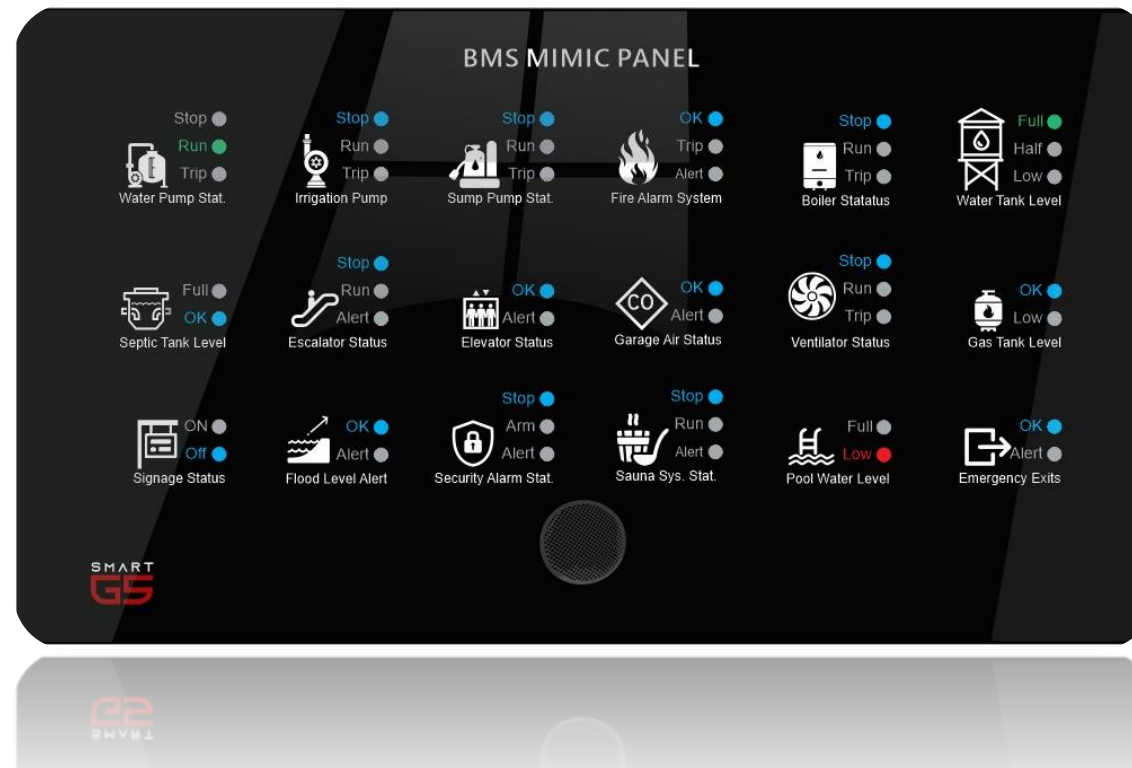 BMS MIMIC PANEL
Stop
Run
Trip
Water Pump Stat.
Stop
Run
Trip
Irrigation Pump
Stop
Run
Trip
Sump Pump Stat.
OK
Trip
Alert
Fire Alarm System
Stop
Run
Trip
Boiler Statatus
Full
Half
Low
Water Tank Level
Full
OK
Septic Tank Level
Stop
Run
Alert
Escalator Status
OK
Alert
Elevator Status
CO
OK
Alert
Garage Air Status
Stop
Run
Trip
Ventilator Status
OK
Low
Gas Tank Level
ON
Off
Signage Status
OK
Alert
Flood Level Alert
Stop
Arm
Alert
Security Alarm Stat.
Stop
Run
Alert
Sauna Sys. Stat.
Full
Low
Pool Water Level
OK
Alert
Emergency Exits
SMART
GS